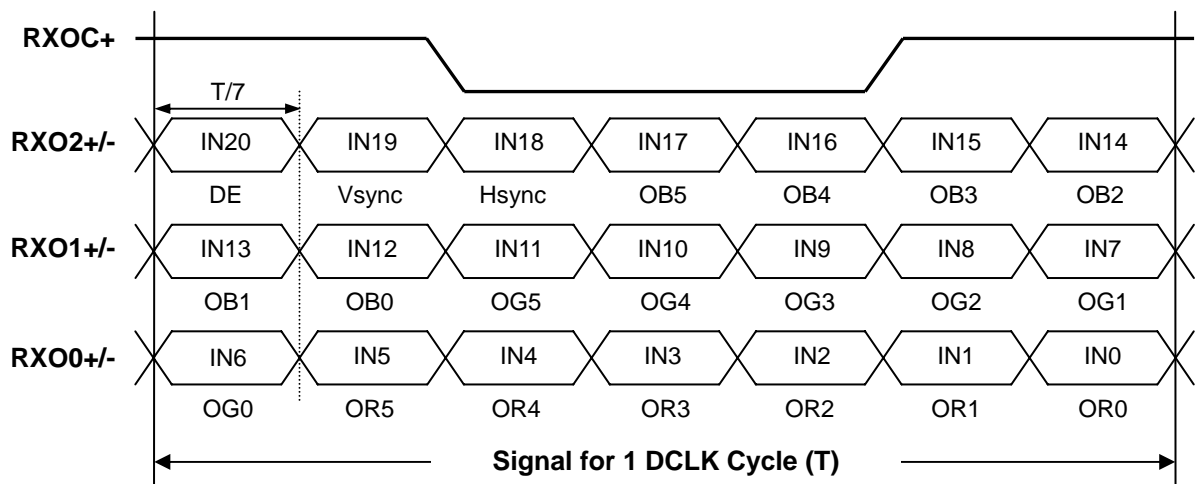 RXOC+
T/7
RXO2+/- IN20 IN19 IN18 IN17 IN16 IN15 IN14
DE Vsync Hsync OB5 OB4 OB3 OB2
RXO1+/- IN13 IN12 IN11 IN10 IN9 IN8 IN7
OB1 OB0 OG5 OG4 OG3 OG2 OG1
RXO0+/- IN6 IN5 IN4 IN3 IN2 IN1 IN0
OG0 OR5 OR4 OR3 OR2 OR1 OR0
Signal for 1 DCLK Cycle (T)